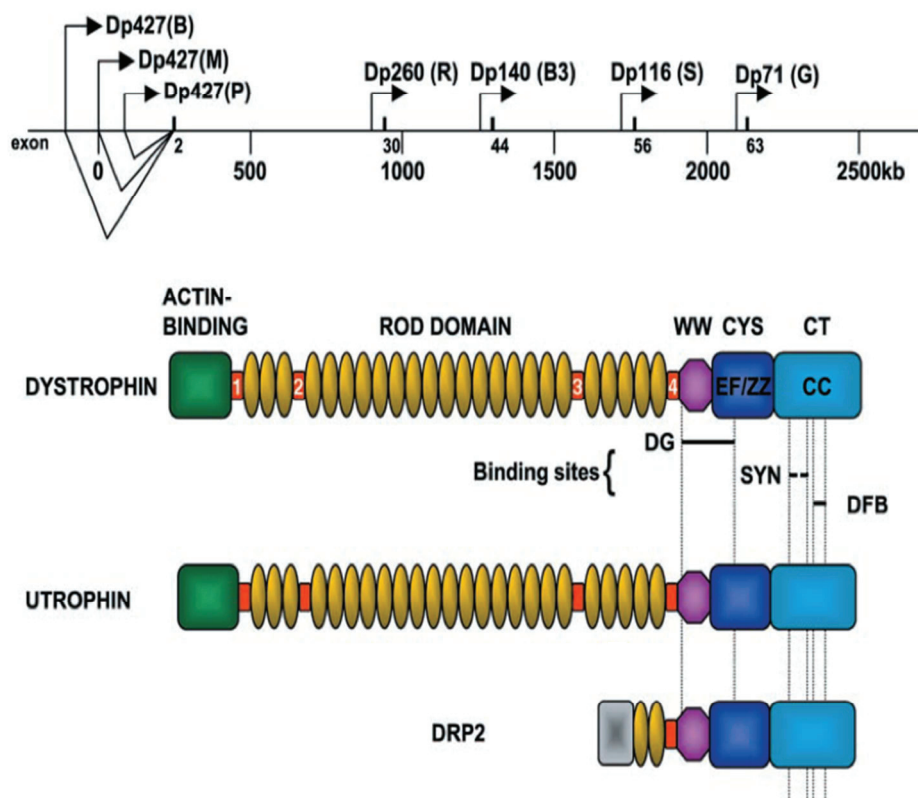 Dp427(B)
Dp427(M)
Dp427(P)
Dp260 (R)
Dp140 (B3)
Dp116 (S)
Dp71 (G)
exon
2
30
44
56
63
0
500
1000
1500
2000
2500kb
ACTIN-
BINDING
ROD DOMAIN
WW
CYS
CT
DYSTROPHIN
1
2
3
4
EF/ZZ
CC
DG
Binding sites {
SYN
DFB
UTROPHIN
DRP2